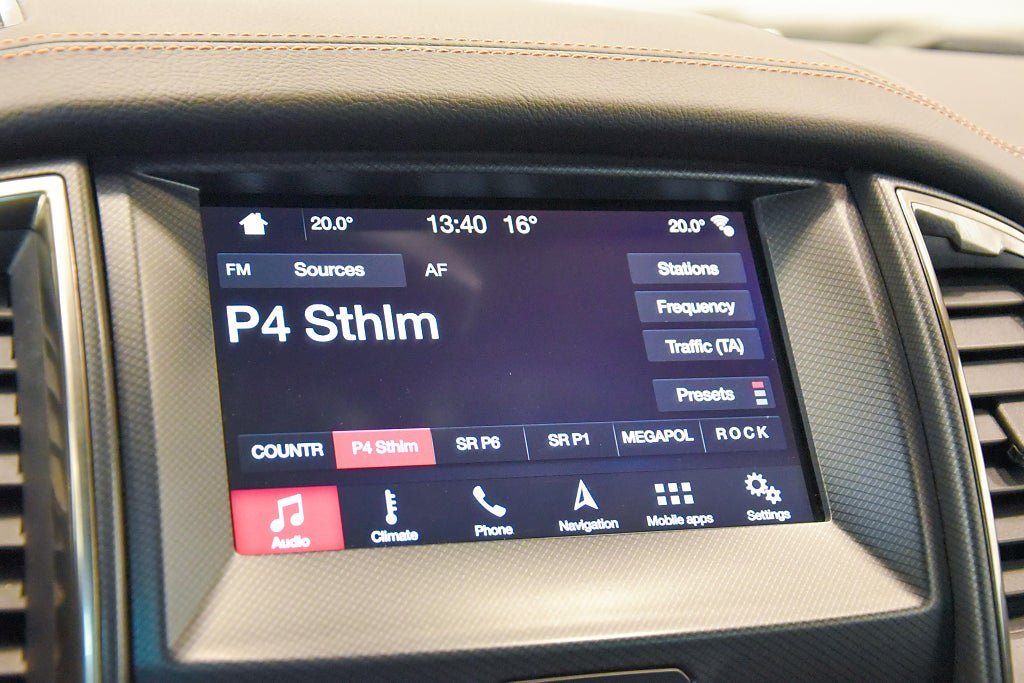 20.0° 13:40 16° 20.0°
FM Sources AF Stations
P4 Sthlm
Frequency
Traffic (TA)
Presets
COUNTR P4 Sthlm SR P6 SR P1 MEGAPOL ROCK
Audio Climate Phone Navigation Mobile apps Settings